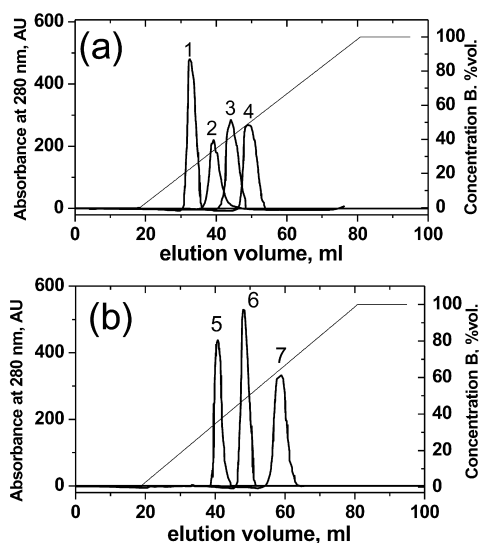 (a)
Absorbance at 280 nm, AU
600
400
200
0
1
2
3
4
100
80
60
40
20
0
Concentration B. %vol.
0 20 40 60 80 100
elution volume, ml
(b)
Absorbance at 280 nm, AU
600
400
200
0
5
6
7
100
80
60
40
20
0
Concentration B, %vol.
0 20 40 60 80 100
elution volume, ml